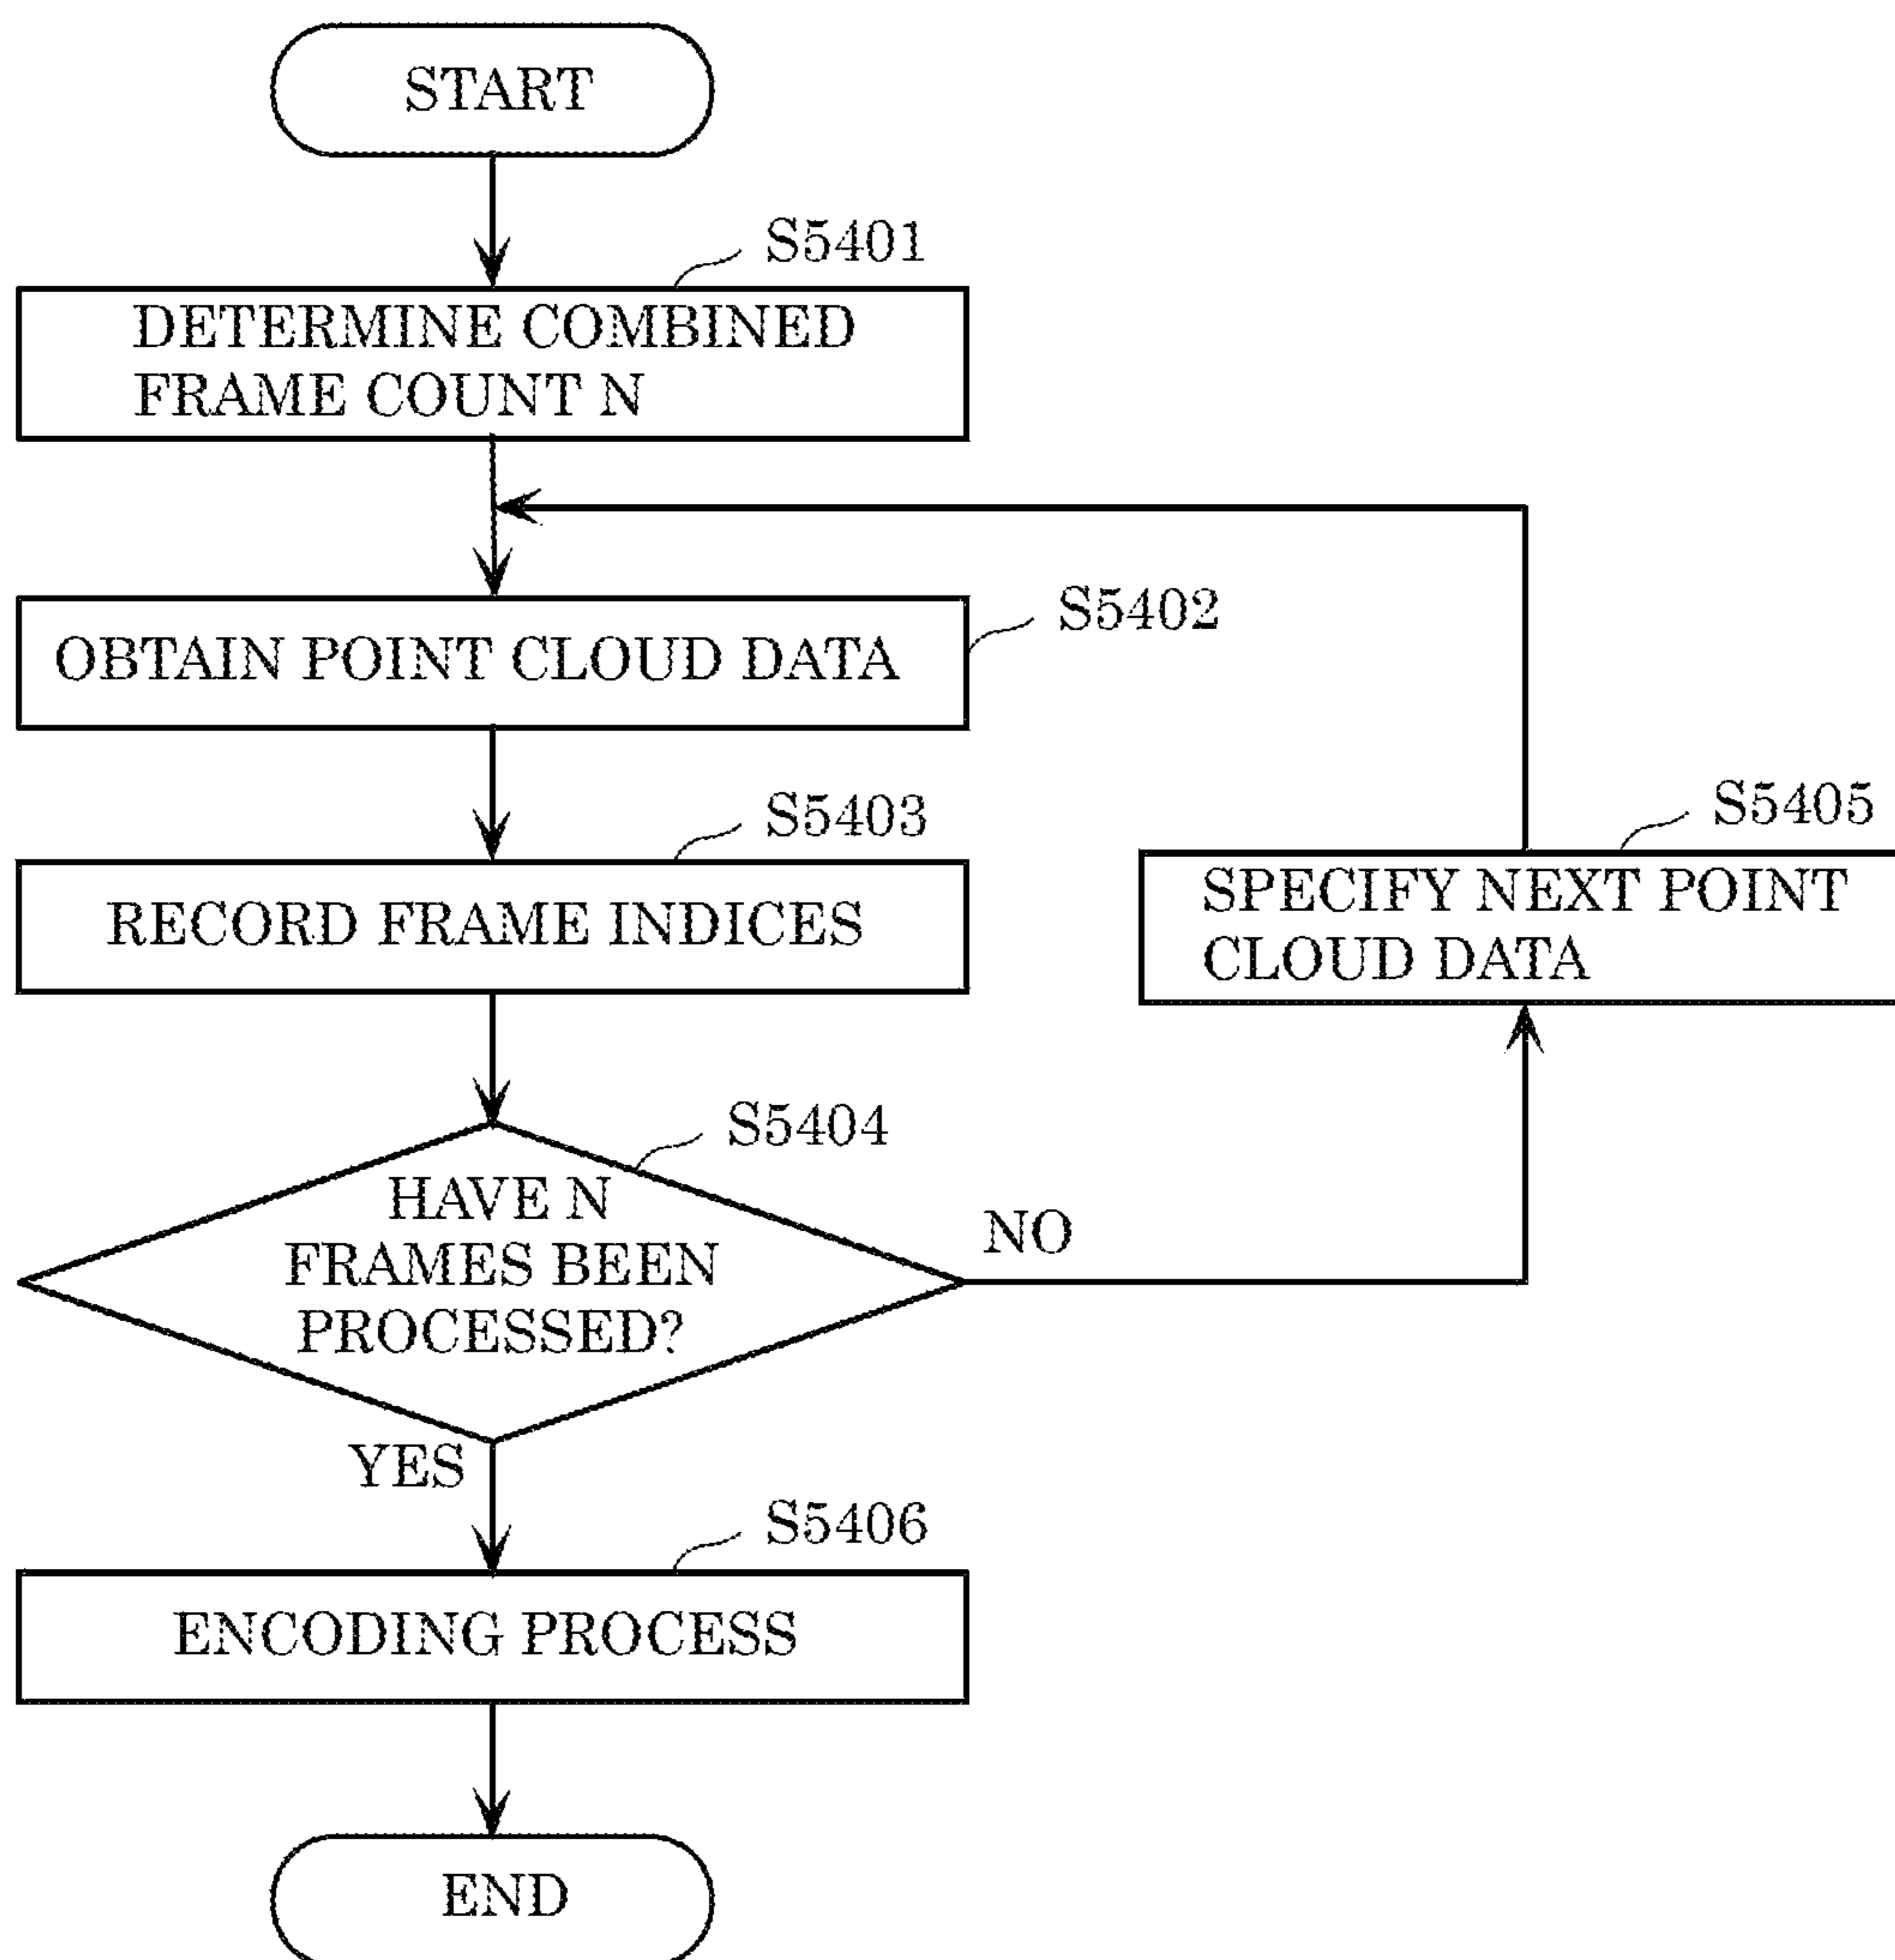 START
S5401
DETERMINE COMBINED
FRAME COUNT N
OBTAIN POINT CLOUD DATA
S5402
S5403
RECORD FRAME INDICES
S5405
SPECIFY NEXT POINT
CLOUD DATA
S5404
HAVE N
FRAMES BEEN
PROCESSED?
NO
YES
S5406
ENCODING PROCESS
END